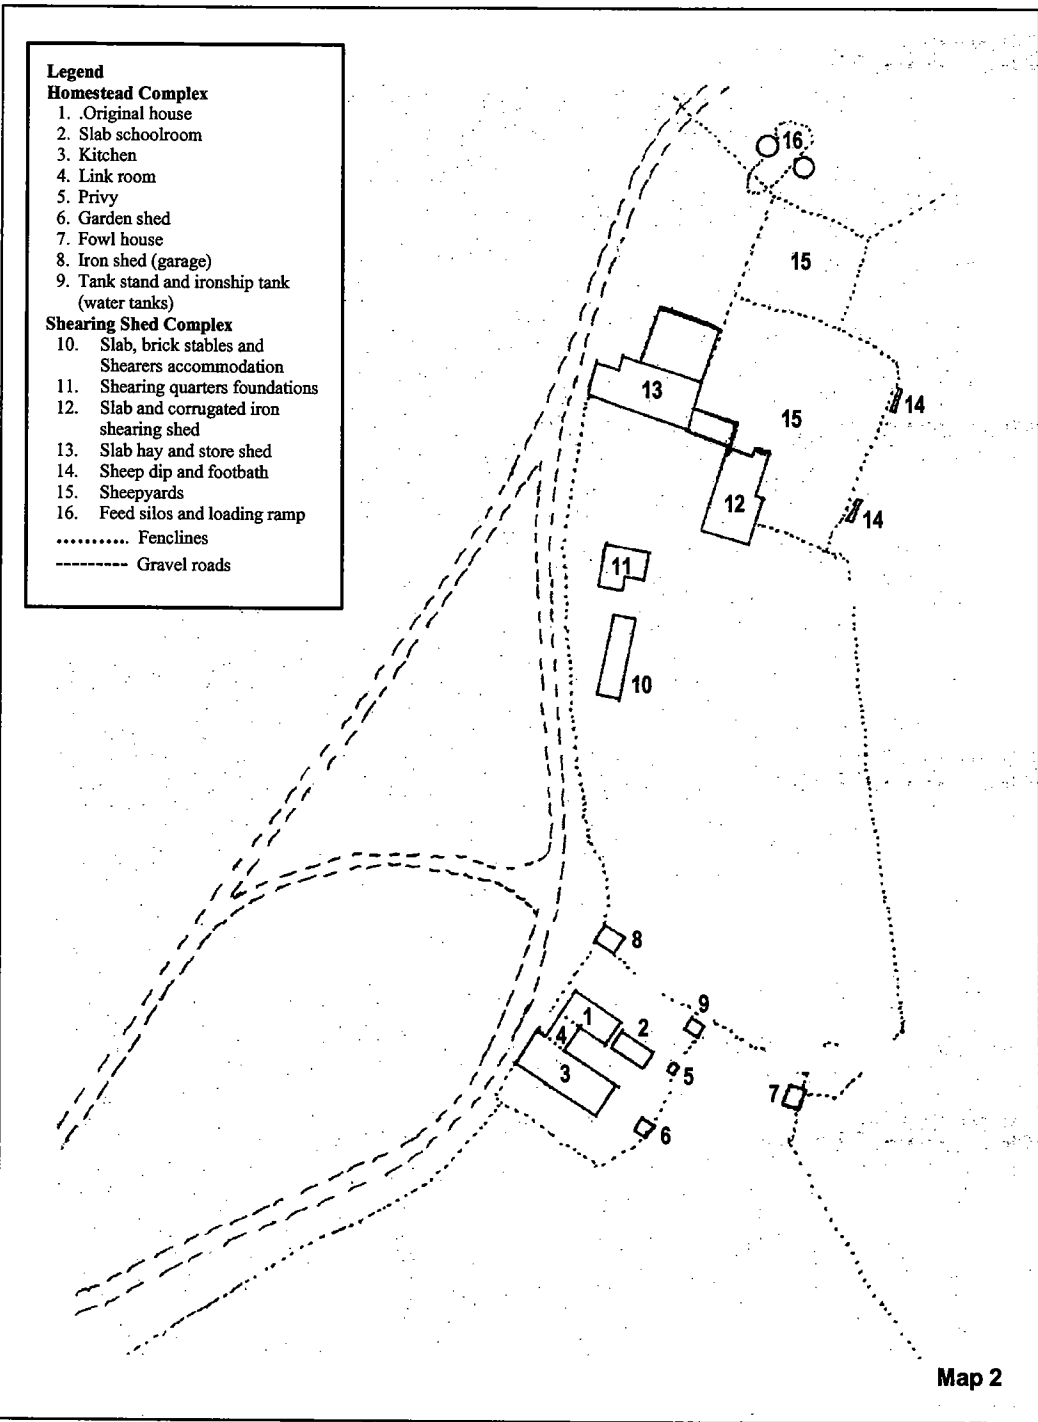 Legend
Homestead Complex
1. .Original house
2. Slab schoolroom
3. Kitchen
4. Link room
5. Privy
6. Garden shed
7. Fowl house
8. Iron shed (garage)
9. Tank stand and ironship tank
(water tanks)
Shearing Shed Complex
10. Slab, brick stables and
Shearers accommodation
11. Shearing quarters foundations
12. Slab and corrugated iron
shearing shed
13. Slab hay and store shed
14. Sheep dip and footbath
15. Sheepyards
16. Feed silos and loading ramp
........... Fenclines
---------- Gravel roads
16
15
13
15
14
12
14
11
10
8
9
1
2
4
3
5
7
6
Map 2